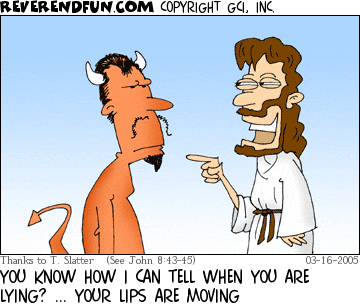 REVERENDFUN.COM COPYRIGHT GCI, INC.
Thanks to T. Slatter (See John 8:43-45) 03-16-2005
YOU KNOW HOW I CAN TELL WHEN YOU ARE
LYING? ... YOUR LIPS ARE MOVING